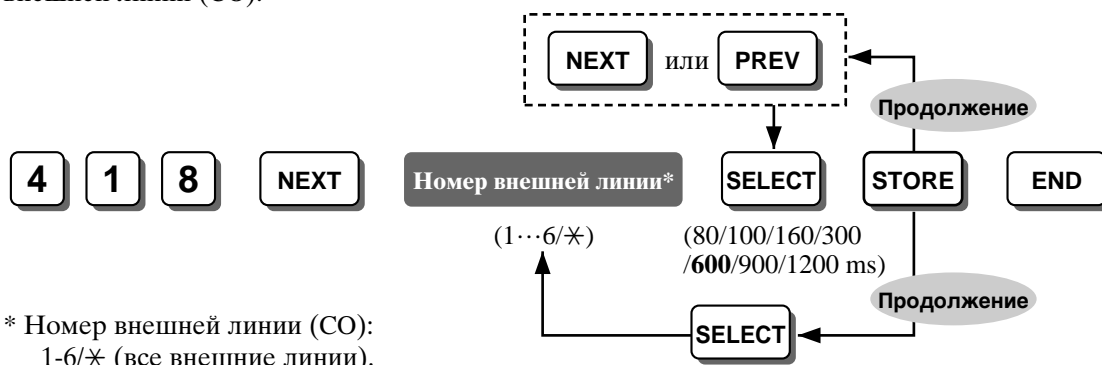 внешней линии (CO).
NEXT или PREV
Продолжение
4 1 8 NEXT Номер внешней линии* SELECT STORE END
(1···6/✳) (80/100/160/300
/600/900/1200 ms)
Продолжение
SELECT
* Номер внешней линии (CO):
1-6/✳ (все внешние линии).